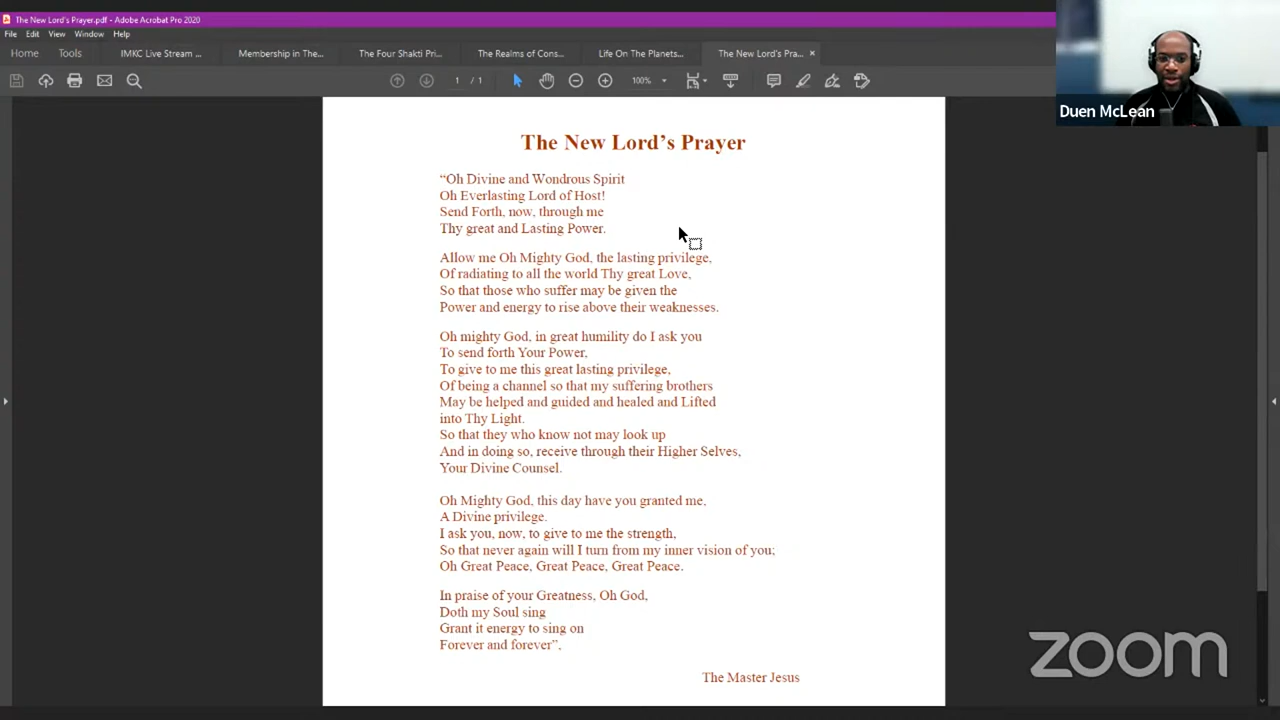 The New Lord's Prayer.pdf - Adobe Acrobat Pro 2020
File Edit View Window Help
Home Tools IMKC Live Stream ... Membership in The... The Four Shakti Pri... The Realms of Cons... Life On The Planets... The New Lord's Pra... ×
1 / 1 100%
Duen McLean
The New Lord's Prayer
“Oh Divine and Wondrous Spirit
Oh Everlasting Lord of Host!
Send Forth, now, through me
Thy great and Lasting Power.
Allow me Oh Mighty God, the lasting privilege,
Of radiating to all the world Thy great Love,
So that those who suffer may be given the
Power and energy to rise above their weaknesses.
Oh mighty God, in great humility do I ask you
To send forth Your Power,
To give to me this great lasting privilege,
Of being a channel so that my suffering brothers
May be helped and guided and healed and Lifted
into Thy Light.
So that they who know not may look up
And in doing so, receive through their Higher Selves,
Your Divine Counsel.
Oh Mighty God, this day have you granted me,
A Divine privilege.
I ask you, now, to give to me the strength,
So that never again will I turn from my inner vision of you;
Oh Great Peace, Great Peace, Great Peace.
In praise of your Greatness, Oh God,
Doth my Soul sing
Grant it energy to sing on
Forever and forever”,
The Master Jesus
zoom